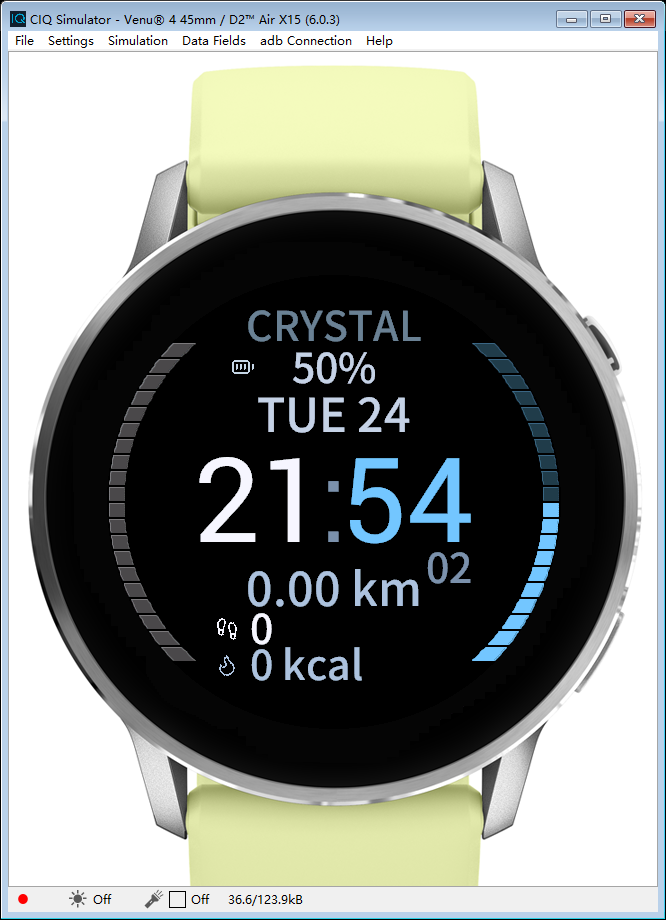 CIQ Simulator - Venu® 4 45mm / D2™ Air X15 (6.0.3)
File Settings Simulation Data Fields adb Connection Help
CRYSTAL
50%
TUE 24
21:54
02
0.00 km
0
0 kcal
Off Off 36.6/123.9kB